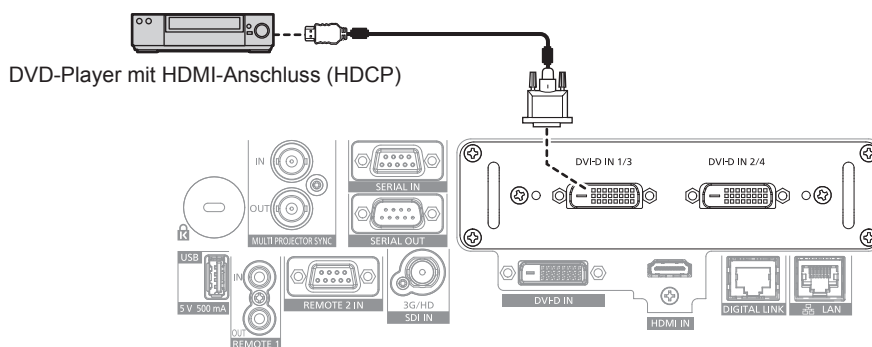 DVD-Player mit HDMI-Anschluss (HDCP)
DVI-D IN 1/3
DVI-D IN 2/4
IN
OUT
MULTI PROJECTOR SYNC
SERIAL IN
SERIAL OUT
K
USB
5 V 500 mA
IN
OUT
REMOTE 1
REMOTE 2 IN
3G/HD
SDI IN
DVI-D IN
HDMI IN
DIGITAL LINK
LAN